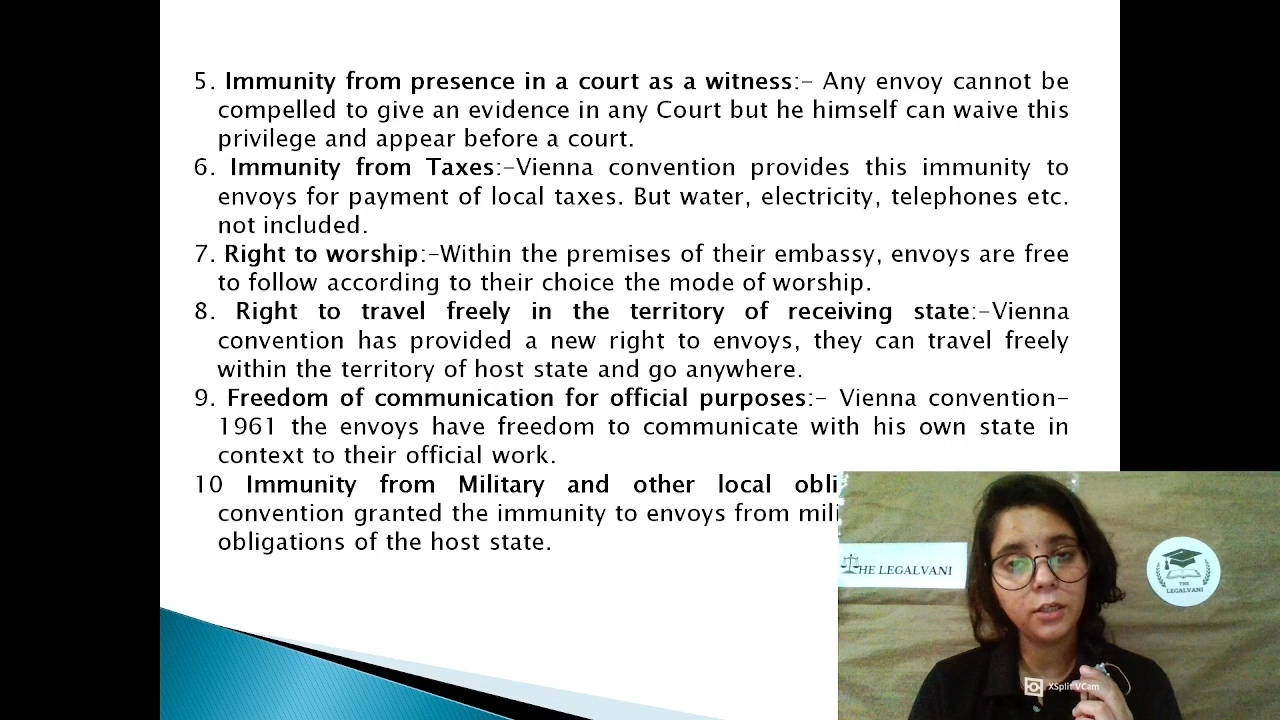 5. Immunity from presence in a court as a witness:- Any envoy cannot be
compelled to give an evidence in any Court but he himself can waive this
privilege and appear before a court.
6. Immunity from Taxes:-Vienna convention provides this immunity to
envoys for payment of local taxes. But water, electricity, telephones etc.
not included.
7. Right to worship:-Within the premises of their embassy, envoys are free
to follow according to their choice the mode of worship.
8. Right to travel freely in the territory of receiving state:-Vienna
convention has provided a new right to envoys, they can travel freely
within the territory of host state and go anywhere.
9. Freedom of communication for official purposes:- Vienna convention-
1961 the envoys have freedom to communicate with his own state in
context to their official work.
10 Immunity from Military and other local
convention granted the immunity to envoys from
obligations of the host state.
HE LEGALVANI
THE
LEGALVANI
XSplit VCam